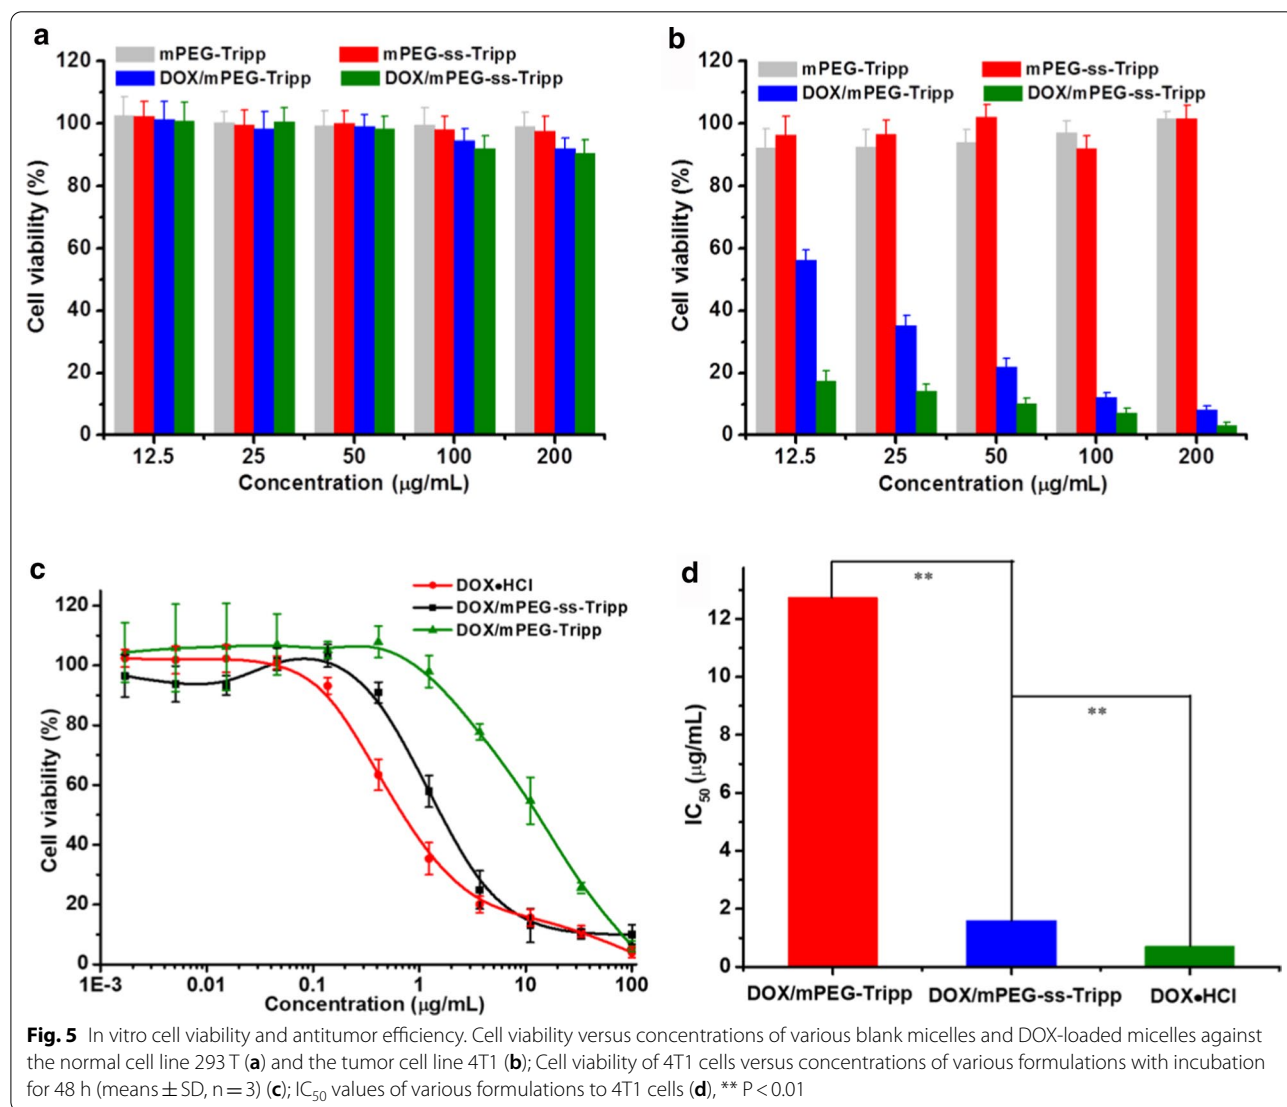 a
mPEG-Tripp
mPEG-ss-Tripp
DOX/mPEG-Tripp
DOX/mPEG-ss-Tripp
Cell viability (%)
120
100
80
60
40
20
0
12.5 25 50 100 200
Concentration (μg/mL)
b
mPEG-Tripp
mPEG-ss-Tripp
DOX/mPEG-Tripp
DOX/mPEG-ss-Tripp
Cell viability (%)
120
100
80
60
40
20
0
12.5 25 50 100 200
Concentration (μg/mL)
c
DOX•HCl
DOX/mPEG-ss-Tripp
DOX/mPEG-Tripp
Cell viability (%)
120
100
80
60
40
20
0
1E-3 0.01 0.1 1 10 100
Concentration (μg/mL)
d
**
**
IC50 (μg/mL)
12
10
8
6
4
2
0
DOX/mPEG-Tripp DOX/mPEG-ss-Tripp DOX•HCl
Fig. 5 In vitro cell viability and antitumor efficiency. Cell viability versus concentrations of various blank micelles and DOX-loaded micelles against
the normal cell line 293 T (a) and the tumor cell line 4T1 (b); Cell viability of 4T1 cells versus concentrations of various formulations with incubation
for 48 h (means ± SD, n = 3) (c); IC50 values of various formulations to 4T1 cells (d), ** P < 0.01